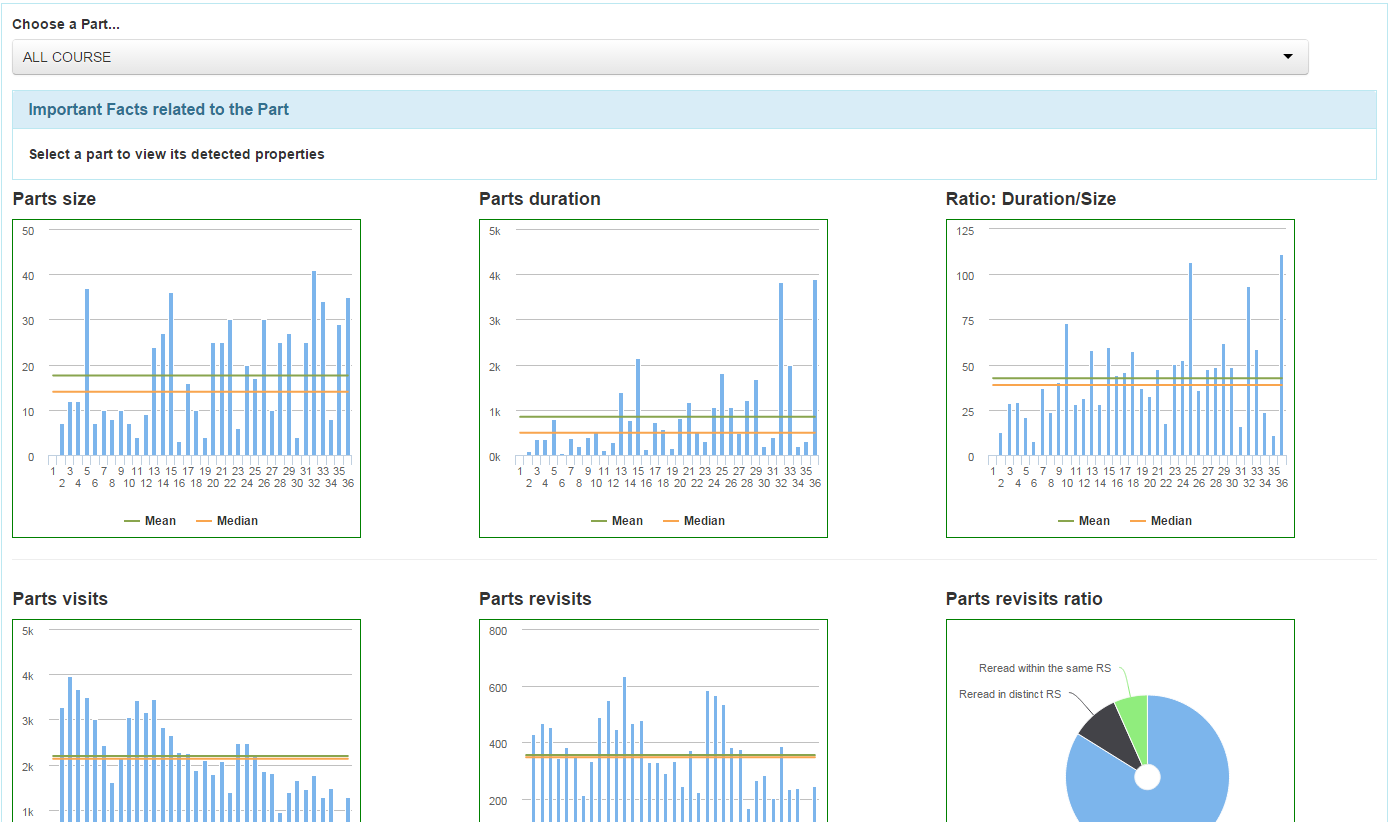 Choose a Part...
ALL COURSE
Important Facts related to the Part
Select a part to view its detected properties
Parts size
50
40
30
20
10
0
1 3 5 7 9 11 13 15 17 19 21 23 25 27 29 31 33 35
2 4 6 8 10 12 14 16 18 20 22 24 26 28 30 32 34 36
Mean Median
Parts duration
5k
4k
3k
2k
1k
0k
1 3 5 7 9 11 13 15 17 19 21 23 25 27 29 31 33 35
2 4 6 8 10 12 14 16 18 20 22 24 26 28 30 32 34 36
Mean Median
Ratio: Duration/Size
125
100
75
50
25
0
1 3 5 7 9 11 13 15 17 19 21 23 25 27 29 31 33 35
2 4 6 8 10 12 14 16 18 20 22 24 26 28 30 32 34 36
Mean Median
Parts visits
5k
4k
3k
2k
1k
Parts revisits
800
600
400
200
Parts revisits ratio
Reread within the same RS
Reread in distinct RS